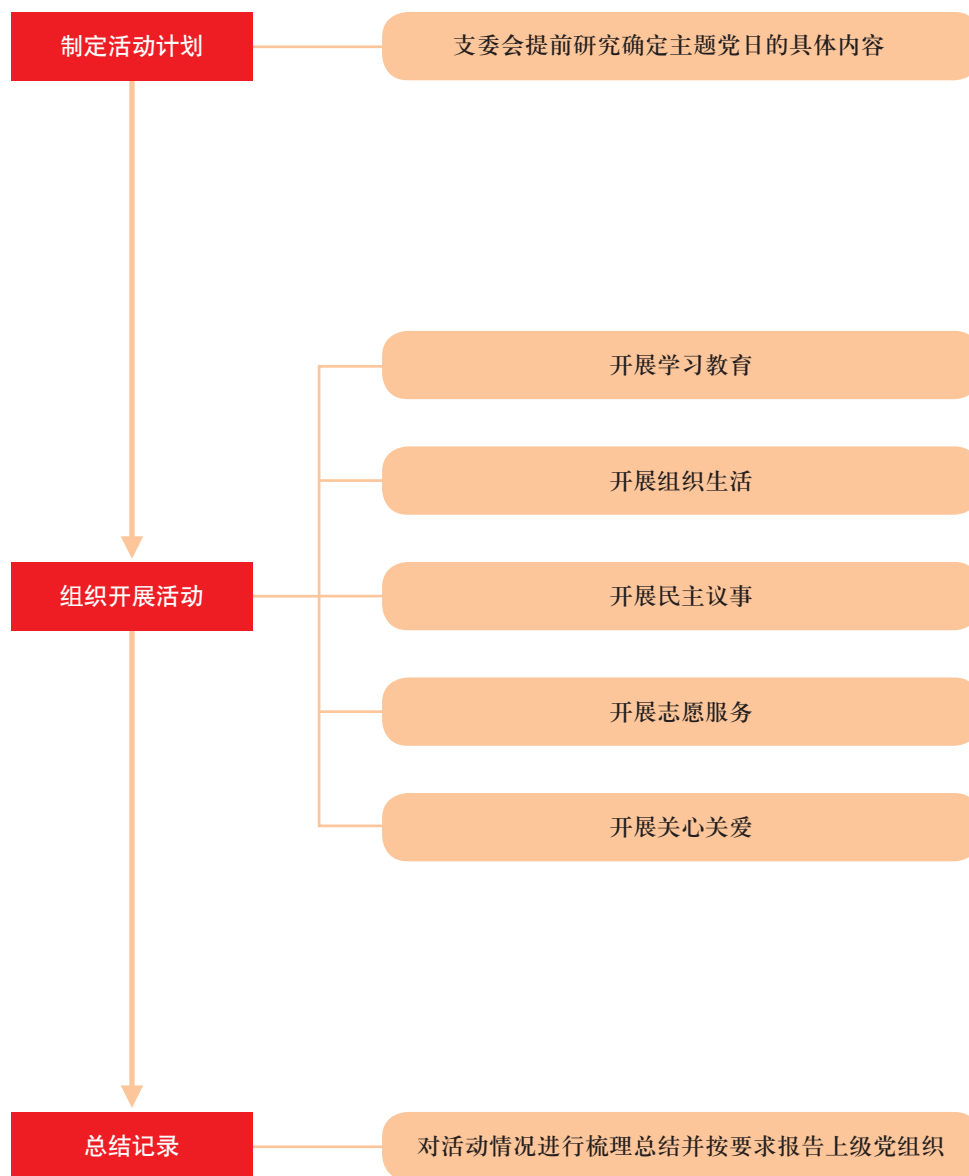 制定活动计划
支委会提前研究确定主题党日的具体内容
开展学习教育
开展组织生活
组织开展活动
开展民主议事
开展志愿服务
开展关心关爱
总结记录
对活动情况进行梳理总结并按要求报告上级党组织